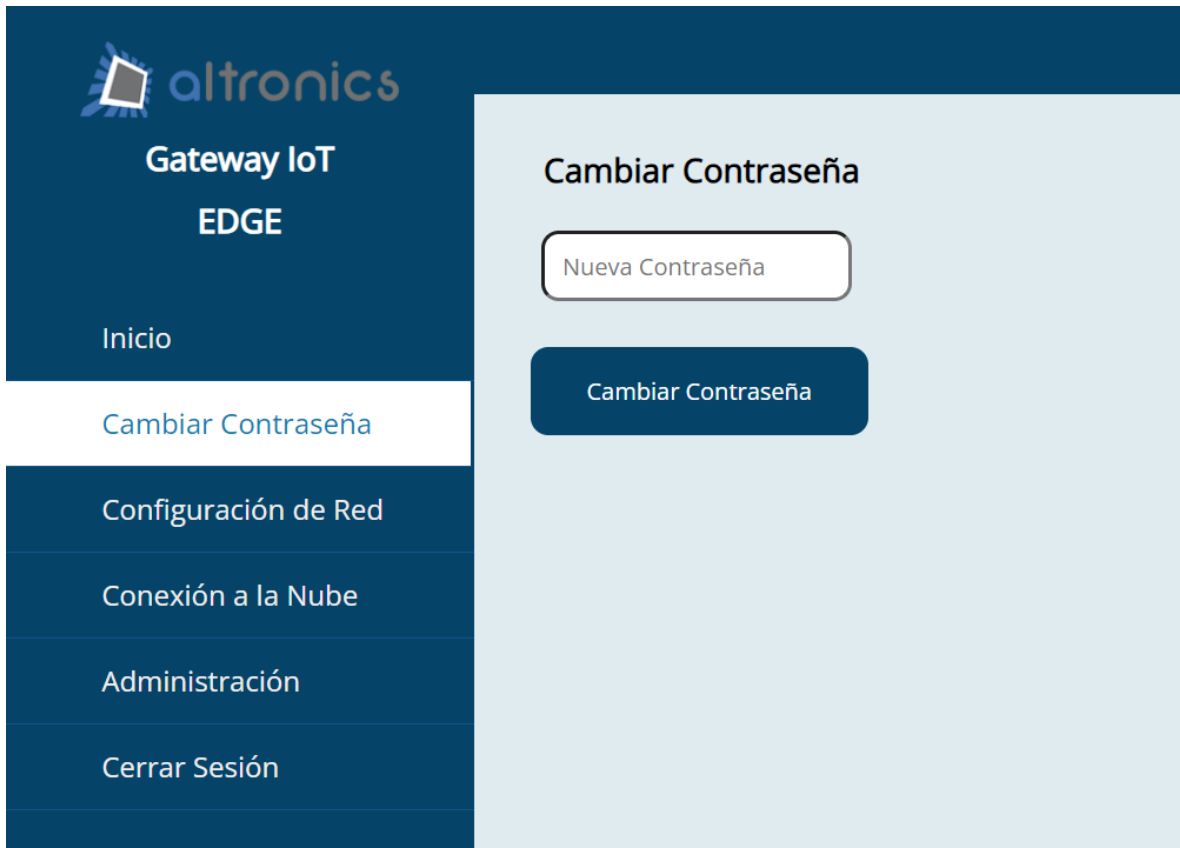 altronics
Gateway IoT
EDGE
Inicio
Cambiar Contraseña
Configuración de Red
Conexión a la Nube
Administración
Cerrar Sesión
Cambiar Contraseña
Nueva Contraseña
Cambiar Contraseña